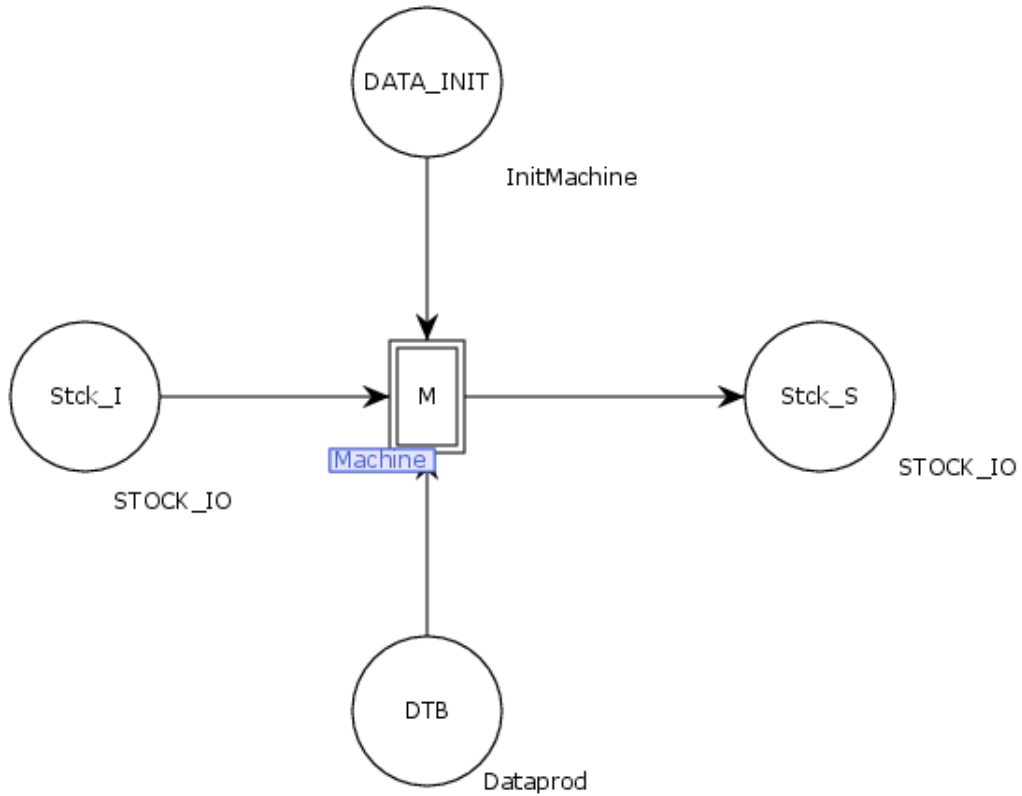 DATA_INIT
InitMachine
Stck_I
M
Stck_S
Machine
STOCK_IO
STOCK_IO
DTB
Dataprod